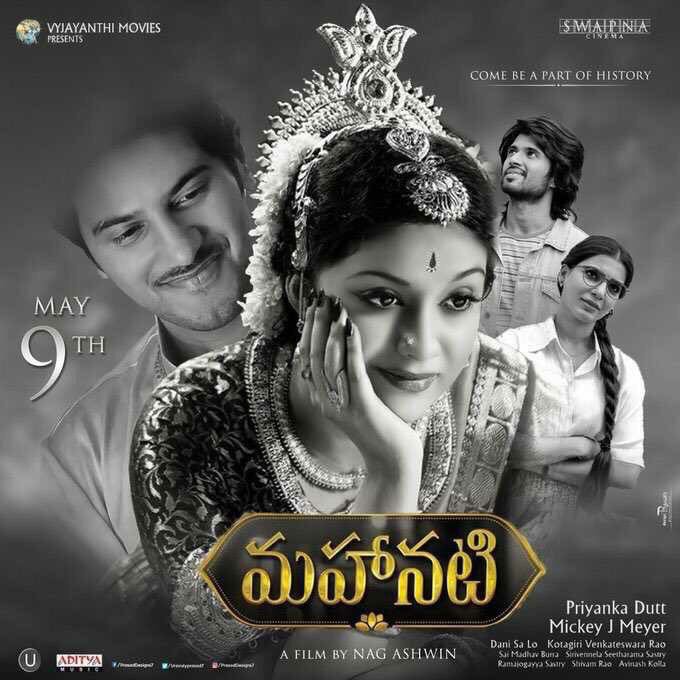 VYJAYANTHI MOVIES
PRESENTS
SWAPNA
CINEMA
COME BE A PART OF HISTORY
MAY
9TH
మహానటి
A FILM BY NAG ASHWIN
Priyanka Dutt
Mickey J Meyer
Dani Sa Lo Kotagiri Venkateswara Rao
Sai Madhav Burra Sirivennela Seetharama Sastry
Ramajogayya Sastry Shivam Rao Avinash Kolla
U
ADITYA
MUSIC